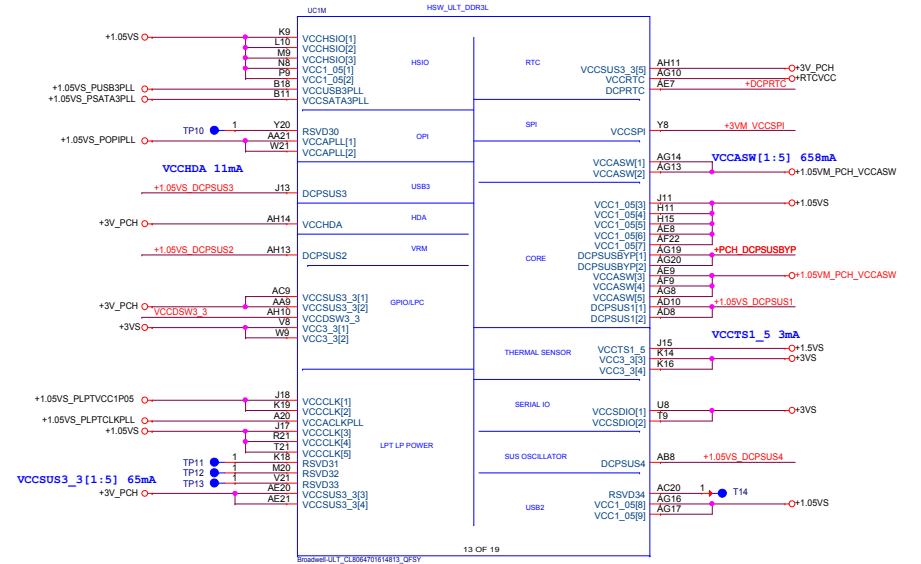 UC1M
HSW_ULT_DDR3L
+1.05VS
K9
VCCHSIO[1]
L10
VCCHSIO[2]
M9
VCCHSIO[3]
N8
VCC1_05[1]
P9
VCC1_05[2]
+1.05VS_PUSB3PLL
B18
VCCUSB3PLL
+1.05VS_PSATA3PLL
B11
VCCSATA3PLL
HSIO
TP10
1
Y20
RSVD30
+1.05VS_POPIPLL
AA21
VCCAPLL[1]
W21
VCCAPLL[2]
OPI
VCCHDA 11mA
+1.05VS_DCPSUS3
J13
DCPSUS3
USB3
+3V_PCH
AH14
VCCHDA
HDA
+1.05VS_DCPSUS2
AH13
DCPSUS2
VRM
AC9
VCCSUS3_3[1]
+3V_PCH
AA9
VCCSUS3_3[2]
VCCDSW3_3
AH10
VCCDSW3_3
+3VS
V8
VCC3_3[1]
W9
VCC3_3[2]
GPIO/LPC
+1.05VS_PLPTVCC1P05
J18
VCCCLK[1]
K19
VCCCLK[2]
+1.05VS_PLPTCLKPLL
A20
VCCACLKPLL
+1.05VS
J17
VCCCLK[3]
R21
VCCCLK[4]
T21
VCCCLK[5]
TP11
1
K18
RSVD31
TP12
1
M20
RSVD32
TP13
1
V21
RSVD33
VCCSUS3_3[1:5] 65mA
+3V_PCH
AE20
VCCSUS3_3[3]
AE21
VCCSUS3_3[4]
LPT LP POWER
RTC
VCCSUS3_3[5]
AH11
+3V_PCH
VCCRTC
AG10
+RTCVCC
DCPRTC
AE7
+DCPRTC
SPI
VCCSPI
Y8
+3VM_VCCSPI
VCCASW[1]
AG14
VCCASW[2]
AG13
VCCASW[1:5] 658mA
+1.05VM_PCH_VCCASW
CORE
VCC1_05[3]
J11
+1.05VS
VCC1_05[4]
H11
VCC1_05[5]
H15
VCC1_05[6]
AE8
VCC1_05[7]
AF22
DCPSUSBYP[1]
AG19
+PCH_DCPSUSBYP
DCPSUSBYP[2]
AG20
VCCASW[3]
AE9
+1.05VM_PCH_VCCASW
VCCASW[4]
AF9
VCCASW[5]
AG8
DCPSUS1[1]
AD10
+1.05VS_DCPSUS1
DCPSUS1[2]
AD8
VCCTS1_5 3mA
THERMAL SENSOR
VCCTS1_5
J15
+1.5VS
VCC3_3[3]
K14
+3VS
VCC3_3[4]
K16
SERIAL IO
VCCSDIO[1]
U8
+3VS
VCCSDIO[2]
T9
SUS OSCILLATOR
DCPSUS4
AB8
+1.05VS_DCPSUS4
USB2
RSVD34
AC20
1
T14
VCC1_05[8]
AG16
+1.05VS
VCC1_05[9]
AG17
13 OF 19
Broadwell-ULT_CL8064701614813_QFSY